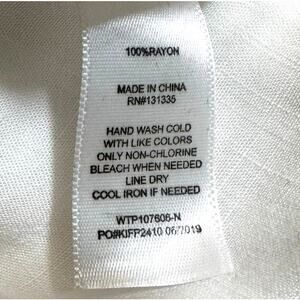 100%RAYON
MADE IN CHINA
RN#131335
HAND WASH COLD
WITH LIKE COLORS
ONLY NON-CHLORINE
BLEACH WHEN NEEDED
LINE DRY
COOL IRON IF NEEDED
WTP107606-N
PO#KIFP2410 06/2019